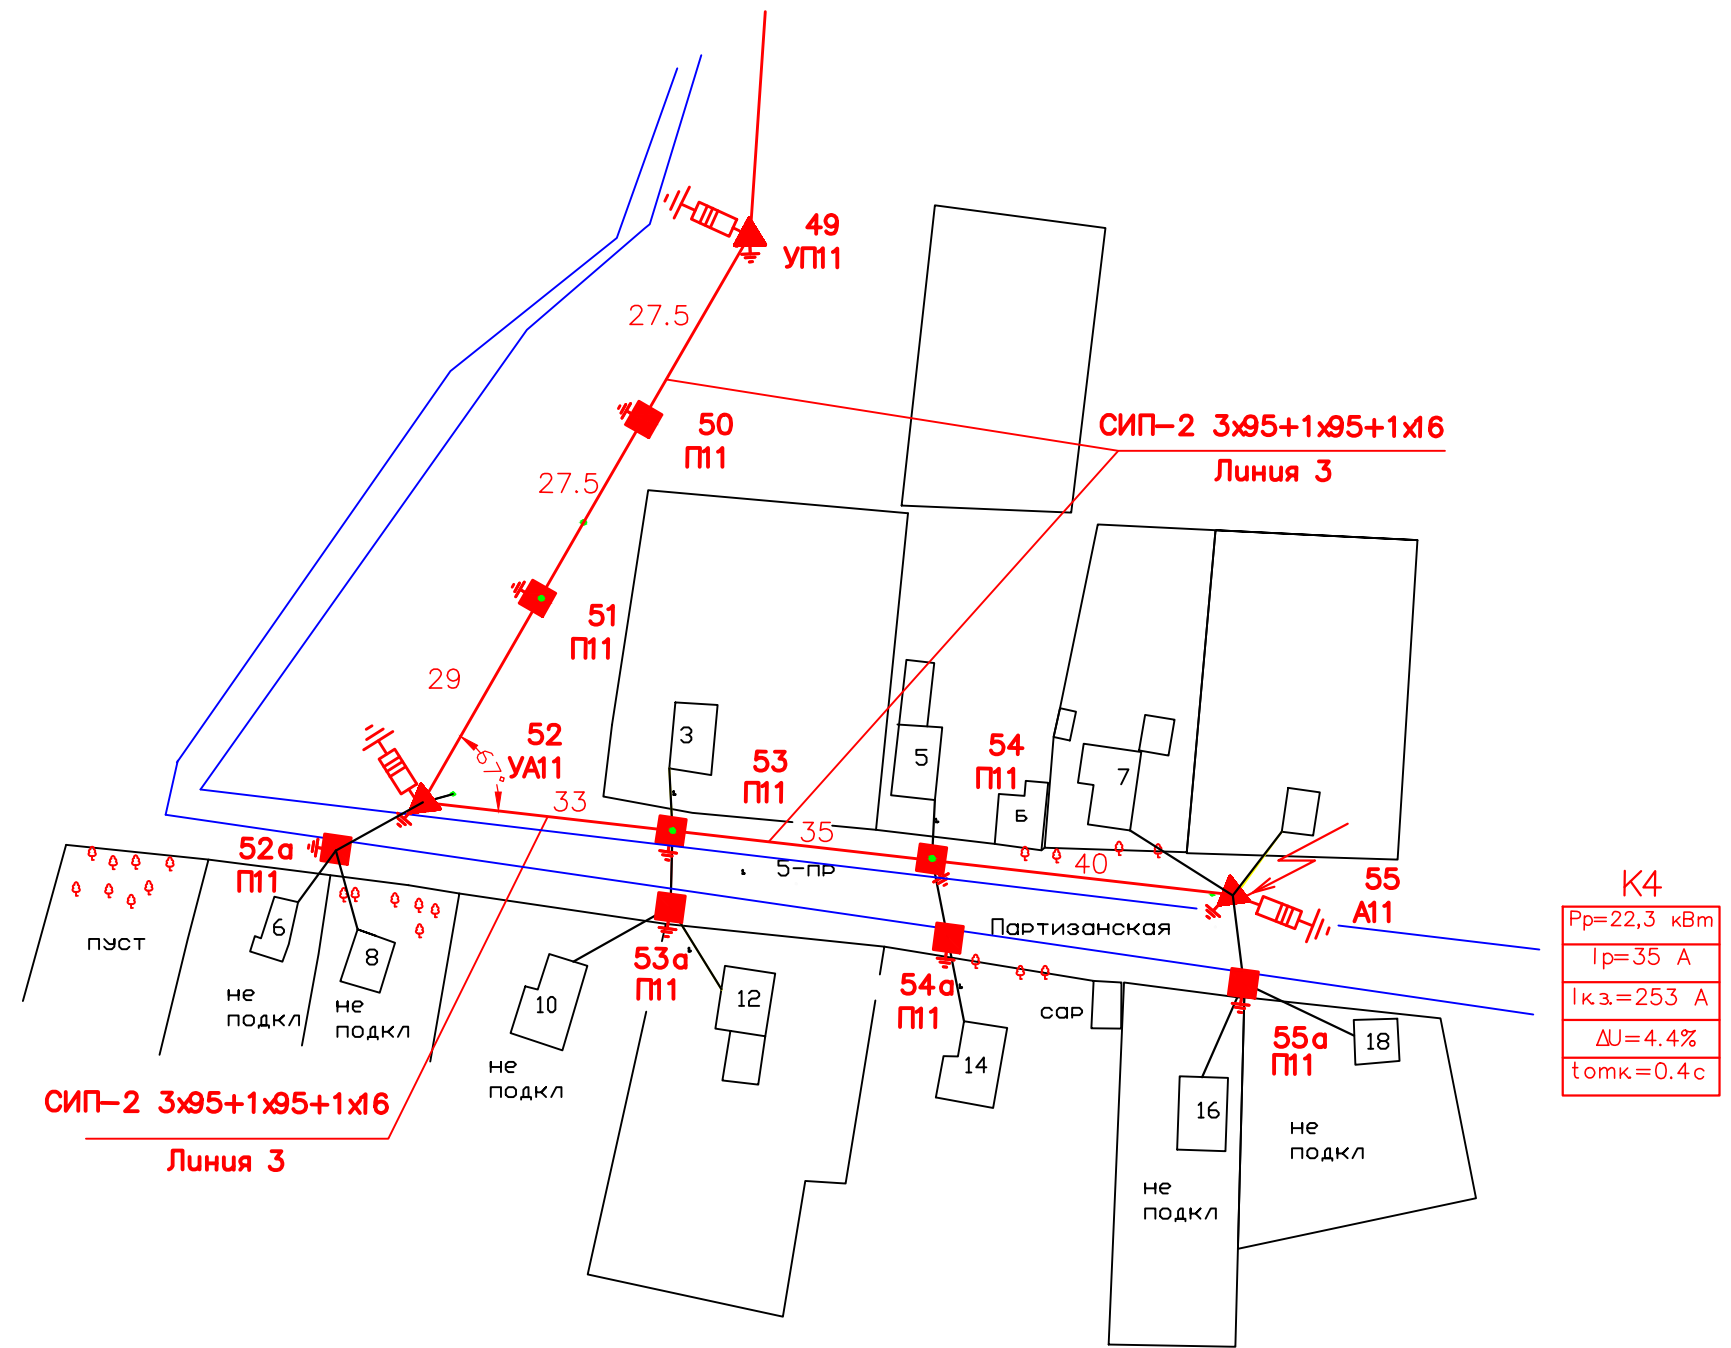 49
УП11
27.5
50
П11
СИП-2 3х95+1х95+1х16
Линия 3
27.5
51
П11
29
52
УА11
67°
33
3
53
П11
5
54
П11
7
Б
35
5-пр
40
52а
П11
55
А11
К4
Рр=22,3 кВт
Iр=35 А
Iк.з.=253 А
ΔU=4.4%
tотк.=0.4с
пуст
6
8
не
подкл
не
подкл
Партизанская
53а
П11
10
12
54а
П11
сар
14
не
подкл
55а
П11
18
16
не
подкл
не
подкл
СИП-2 3х95+1х95+1х16
Линия 3